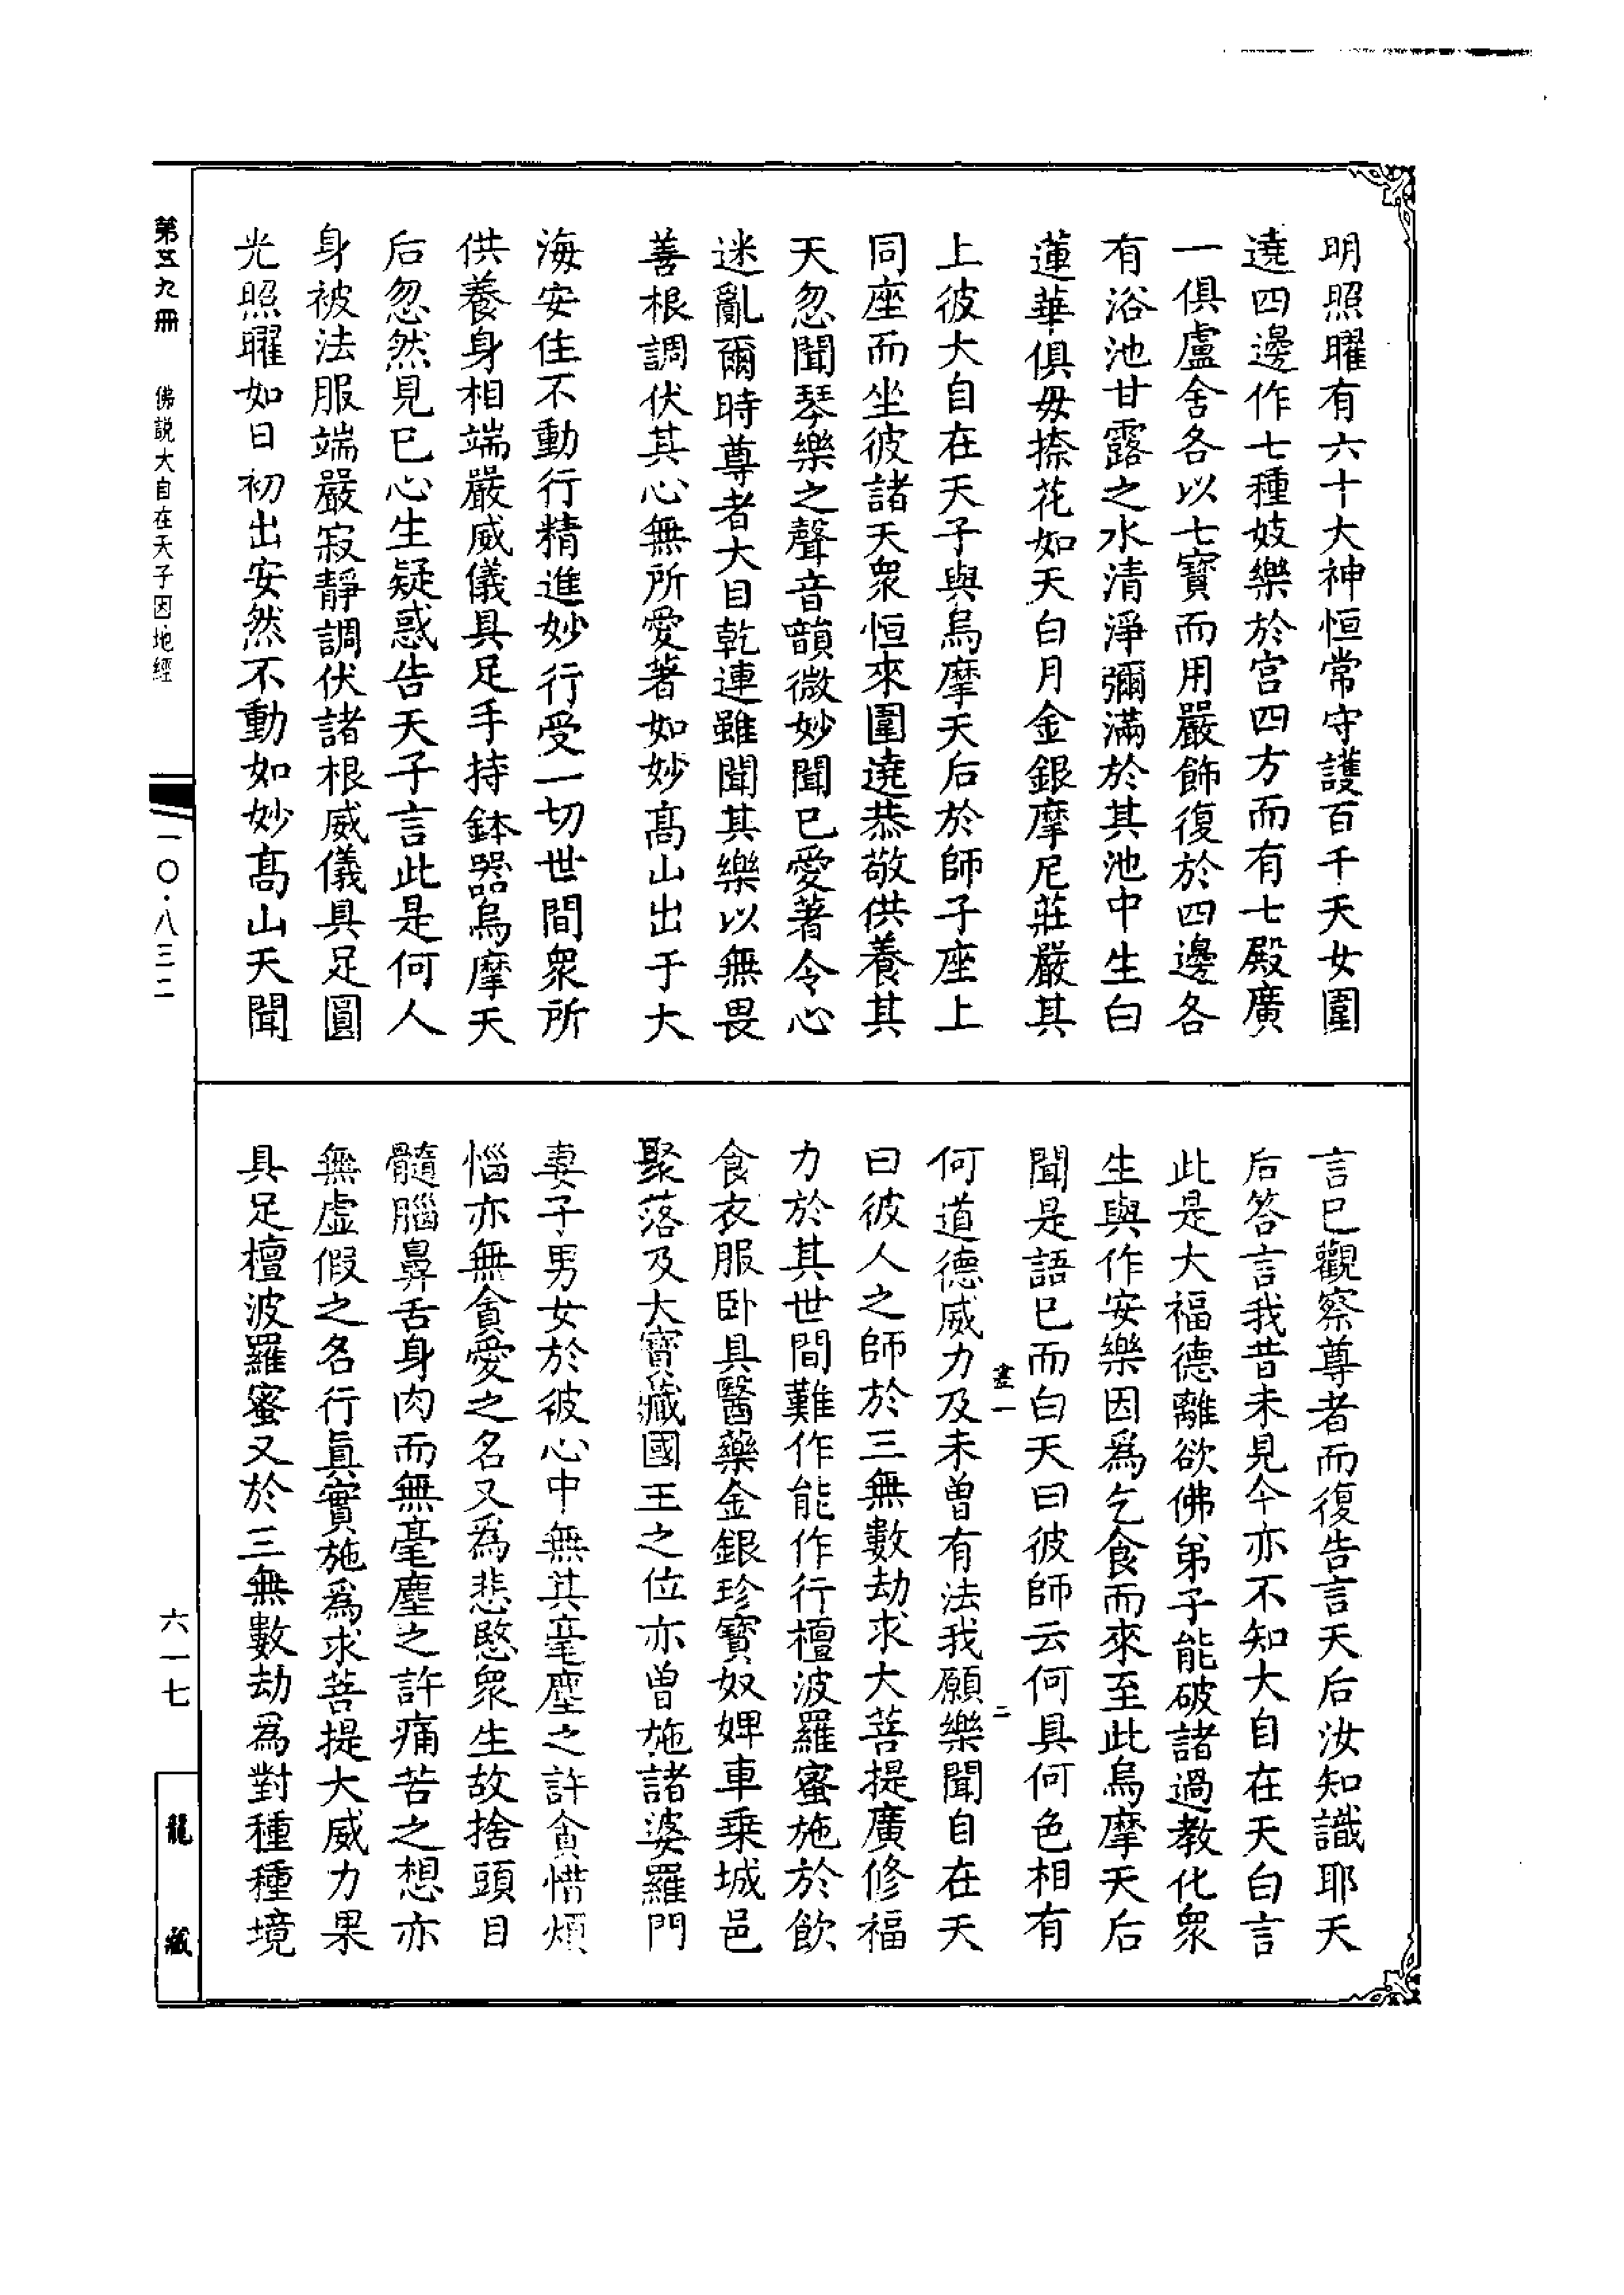 明照曜有六十大神恒常守護百千天女圍
遶四邊作七種妓樂於宮四方而有七殿廣
一俱盧舍各以七寶而用嚴飾復於四邊各
有浴池甘露之水清淨彌滿於其池中生白
蓮華俱毋捺花如天白月金銀摩尼莊嚴其
上彼大自在天子與烏摩天后於師子座上
同座而坐彼諸天眾恒來圍遶恭敬供養其
天忽聞琴樂之聲音韻微妙聞已愛著令心
迷亂爾時尊者大目乾連雖聞其樂以無畏
善根調伏其心無所愛著如妙高山出于大
海安住不動行精進妙行受一切世間眾所
供養身相端嚴威儀具足手持鉢器烏摩天
后忽然見已心生疑惑告天子言此是何人
身被法服端嚴寂靜調伏諸根威儀具足圓
光照曜如日初出安然不動如妙高山天聞
言已觀察尊者而復告言天后汝知識耶天
后答言我昔未見今亦不知大自在天白言
此是大福德離欲佛弟子能破諸過教化眾
生與作安樂因爲乞食而來至此烏摩天后
聞是語已而白天曰彼師云何具何色相有
畫一 二
何道德威力及未曾有法我願樂聞自在天
曰彼人之師於三無數劫求大菩提廣修福
力於其世間難作能作行檀波羅蜜施於飲
食衣服卧具醫藥金銀珍寶奴婢車乗城邑
聚落及大寶藏國王之位亦曾施諸婆羅門
妻子男女於彼心中無其毫塵之許貪惜煩
惱亦無貪愛之名又爲悲愍眾生故捨頭目
髓腦鼻舌身肉而無毫塵之許痛苦之想亦
無虛假之名行真實施爲求菩提大威力果
具足檀波羅蜜又於三無數劫爲對種種境
第五九冊 佛說大自在天子因地經 一〇·八三二
六一七
龍藏